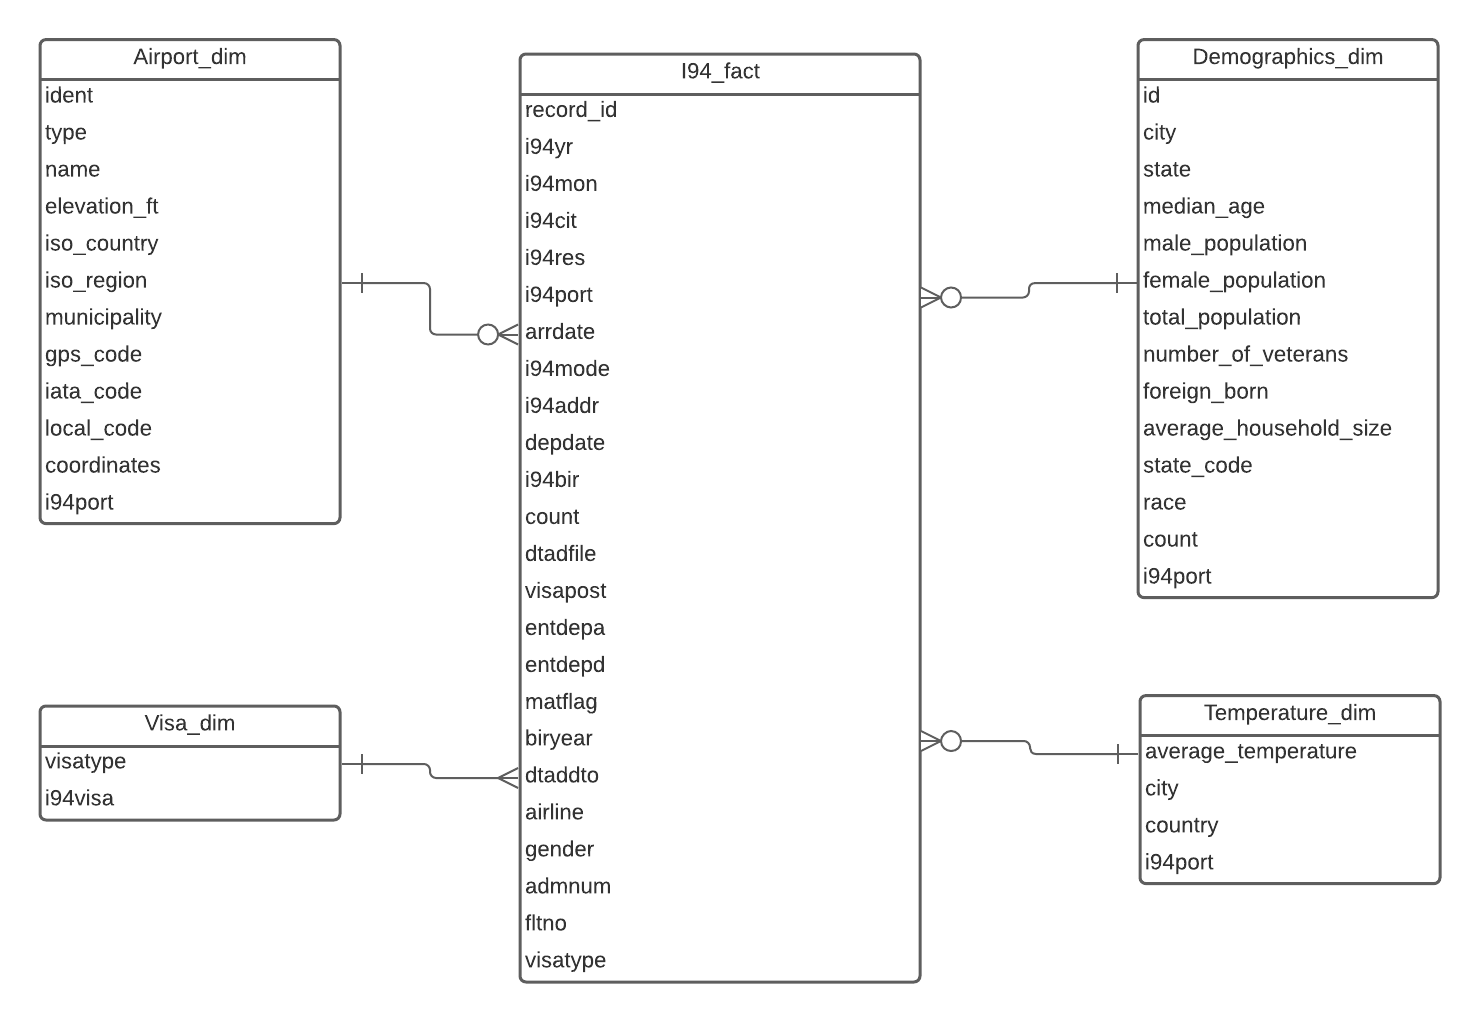 Airport_dim
ident
type
name
elevation_ft
iso_country
iso_region
municipality
gps_code
iata_code
local_code
coordinates
i94port
Visa_dim
visatype
i94visa
I94_fact
record_id
i94yr
i94mon
i94cit
i94res
i94port
arrdate
i94mode
i94addr
depdate
i94bir
count
dtadfile
visapost
entdepa
entdepd
matflag
biryear
dtaddto
airline
gender
admnum
fltno
visatype
Demographics_dim
id
city
state
median_age
male_population
female_population
total_population
number_of_veterans
foreign_born
average_household_size
state_code
race
count
i94port
Temperature_dim
average_temperature
city
country
i94port